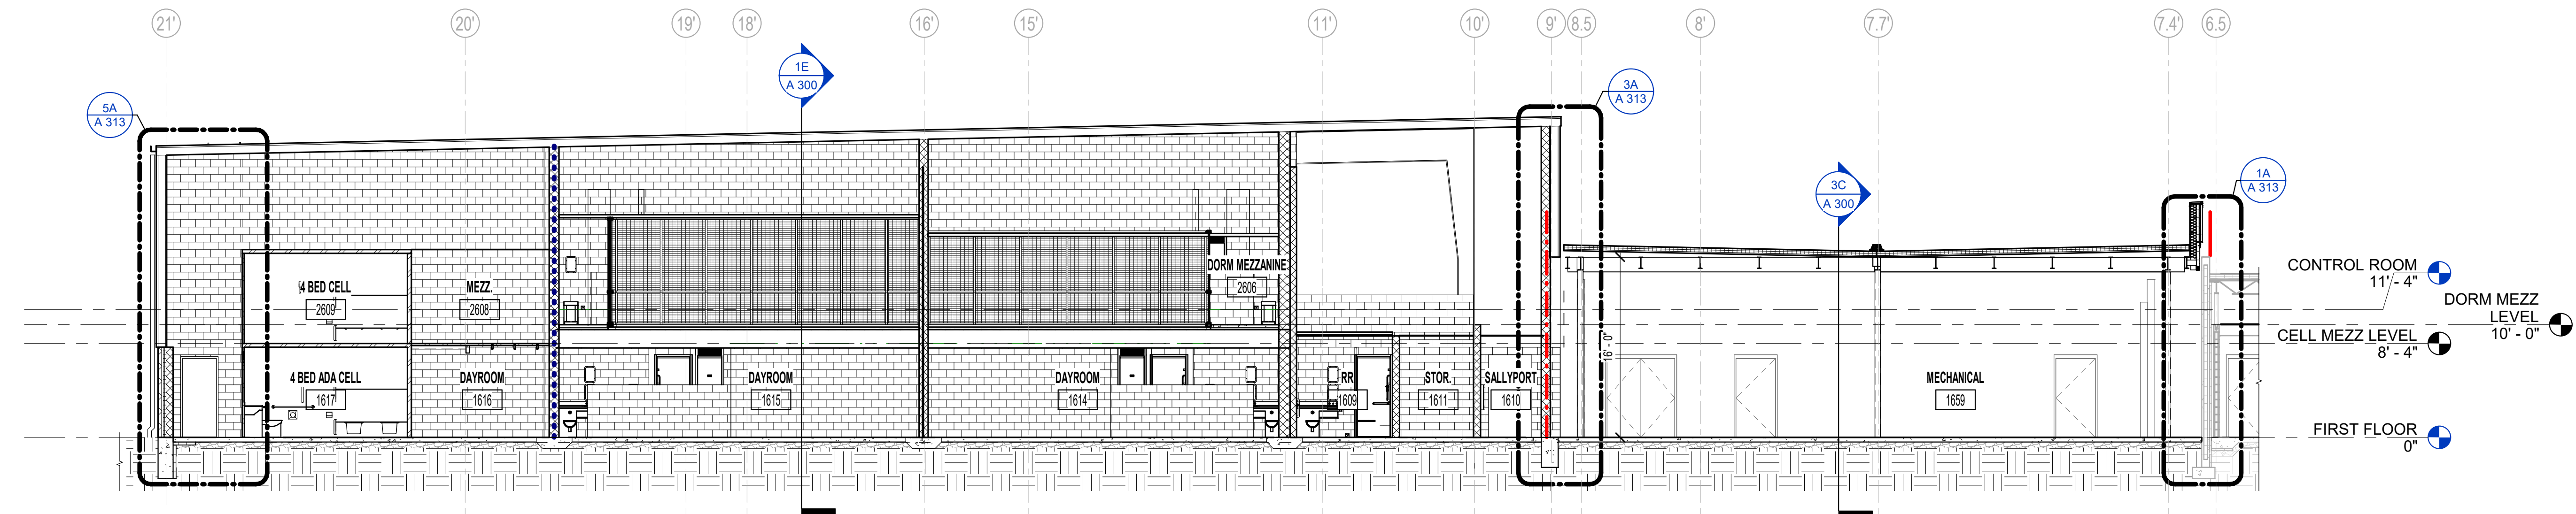 21'
20'
19'
18'
16'
15'
11'
10'
9'
8.5
8'
7.7'
7.4'
6.5
1E
A 300
3A
A 313
5A
A 313
3C
A 300
1A
A 313
DORM MEZZANINE
2606
4 BED CELL
2609
MEZZ.
2608
CONTROL ROOM
11' - 4"
DORM MEZZ
LEVEL
10' - 0"
CELL MEZZ LEVEL
8' - 4"
16' - 0"
4 BED ADA CELL
1617
DAYROOM
1616
DAYROOM
1615
DAYROOM
1614
RR
1609
STOR.
1611
SALLYPORT
1610
MECHANICAL
1659
FIRST FLOOR
0"